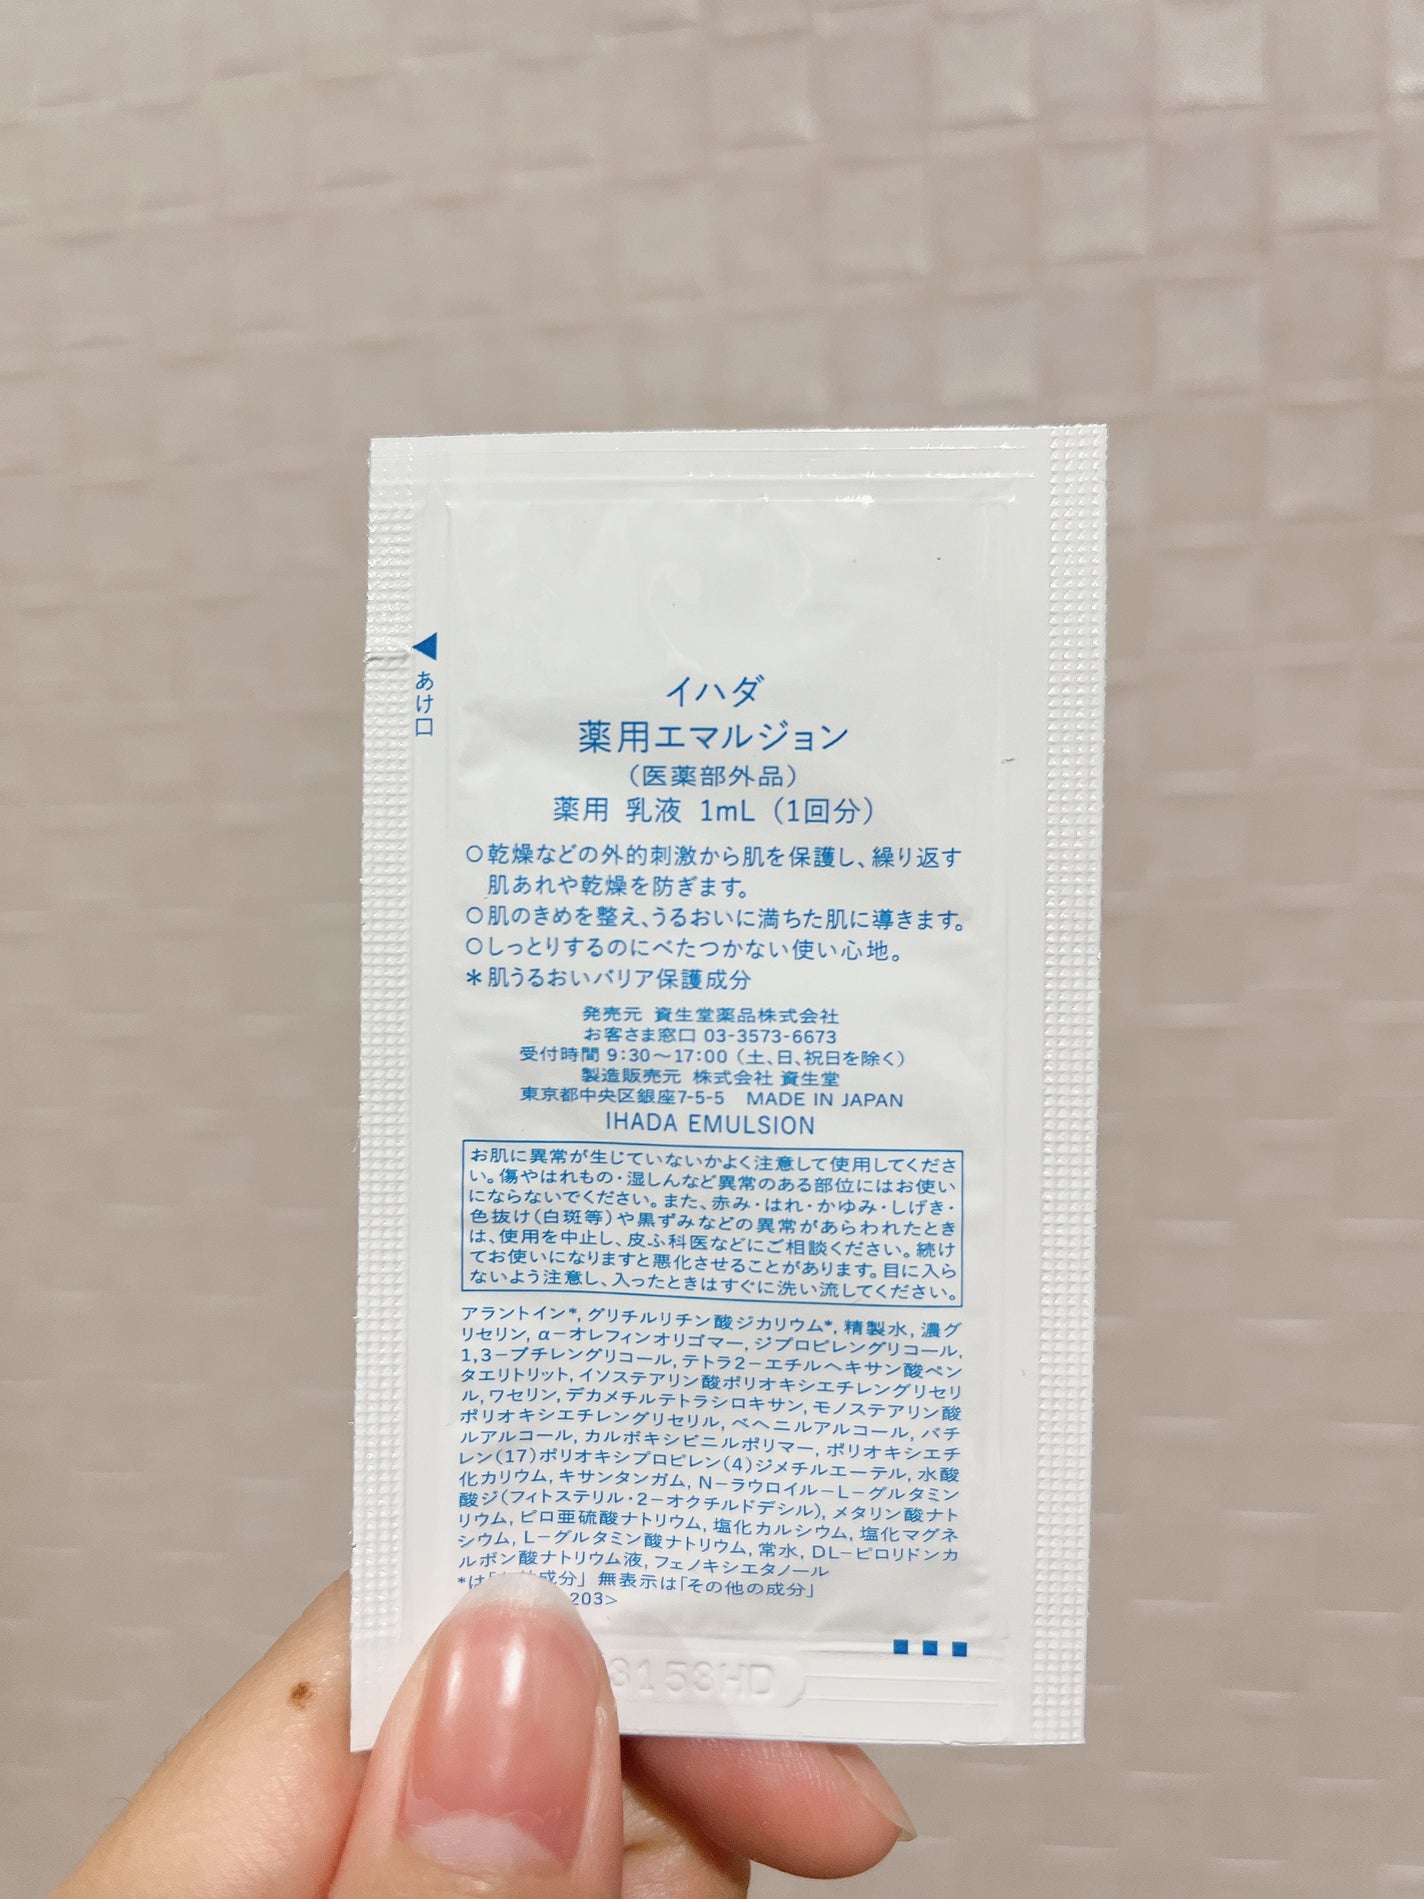 あけ口
イハダ
薬用エマルジョン
（医薬部外品）
薬用 乳液 1mL（1回分）
○乾燥などの外的刺激から肌を保護し、繰り返す
肌あれや乾燥を防ぎます。
○肌のきめを整え、うるおいに満ちた肌に導きます。
○しっとりするのにべたつかない使い心地。
＊肌うるおいバリア保護成分
発売元 資生堂薬品株式会社
お客さま窓口 03-3573-6673
受付時間 9:30～17:00（土、日、祝日を除く）
製造販売元 株式会社 資生堂
東京都中央区銀座7-5-5 MADE IN JAPAN
IHADA EMULSION
お肌に異常が生じていないかよく注意して使用してくださ
い。傷やはれもの・湿しんなど異常のある部位にはお使い
にならないでください。また、赤み・はれ・かゆみ・しげき・
色抜け（白斑等）や黒ずみなどの異常があらわれたとき
は、使用を中止し、皮ふ科医などにご相談ください。続け
てお使いになりますと悪化させることがあります。目に入ら
ないよう注意し、入ったときはすぐに洗い流してください。
アラントイン*, グリチルリチン酸ジカリウム*, 精製水, 濃グ
リセリン, α－オレフィンオリゴマー, ジプロピレングリコール,
1,3－ブチレングリコール, テトラ2－エチルヘキサン酸ペン
タエリトリット, イソステアリン酸ポリオキシエチレングリセリ
ル, ワセリン, デカメチルテトラシロキサン, モノステアリン酸
ポリオキシエチレングリセリル, ベヘニルアルコール, バチ
ルアルコール, カルボキシビニルポリマー, ポリオキシエチ
レン(17)ポリオキシプロピレン(4)ジメチルエーテル, 水酸
化カリウム, キサンタンガム, N－ラウロイル－L－グルタミン
酸ジ(フィトステリル・2－オクチルドデシル), メタリン酸ナト
リウム, ピロ亜硫酸ナトリウム, 塩化カルシウム, 塩化マグネ
シウム, L－グルタミン酸ナトリウム, 常水, DL－ピロリドンカ
ルボン酸ナトリウム液, フェノキシエタノール
*は 成分」 無表示は「その他の成分」
203>
3153HD